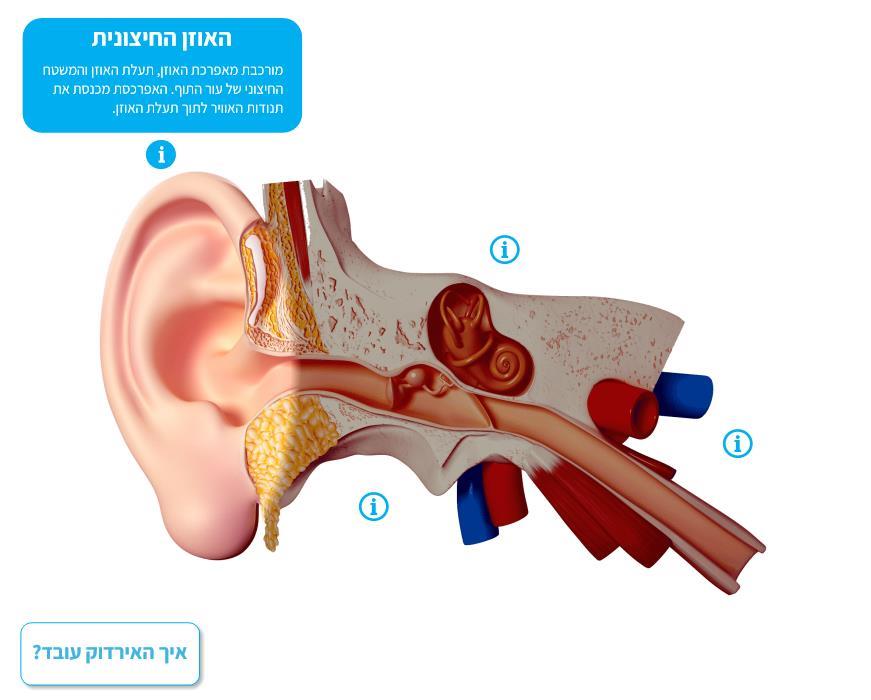 האוזן החיצונית
מורכבת מאפרכת האוזן, תעלת האוזן והמשטח
החיצוני של עור התוף. האפרכסת מכנסת את
תנודות האוויר לתוך תעלת האוזן.
i
i
i
i
איך האירדוק עובד?